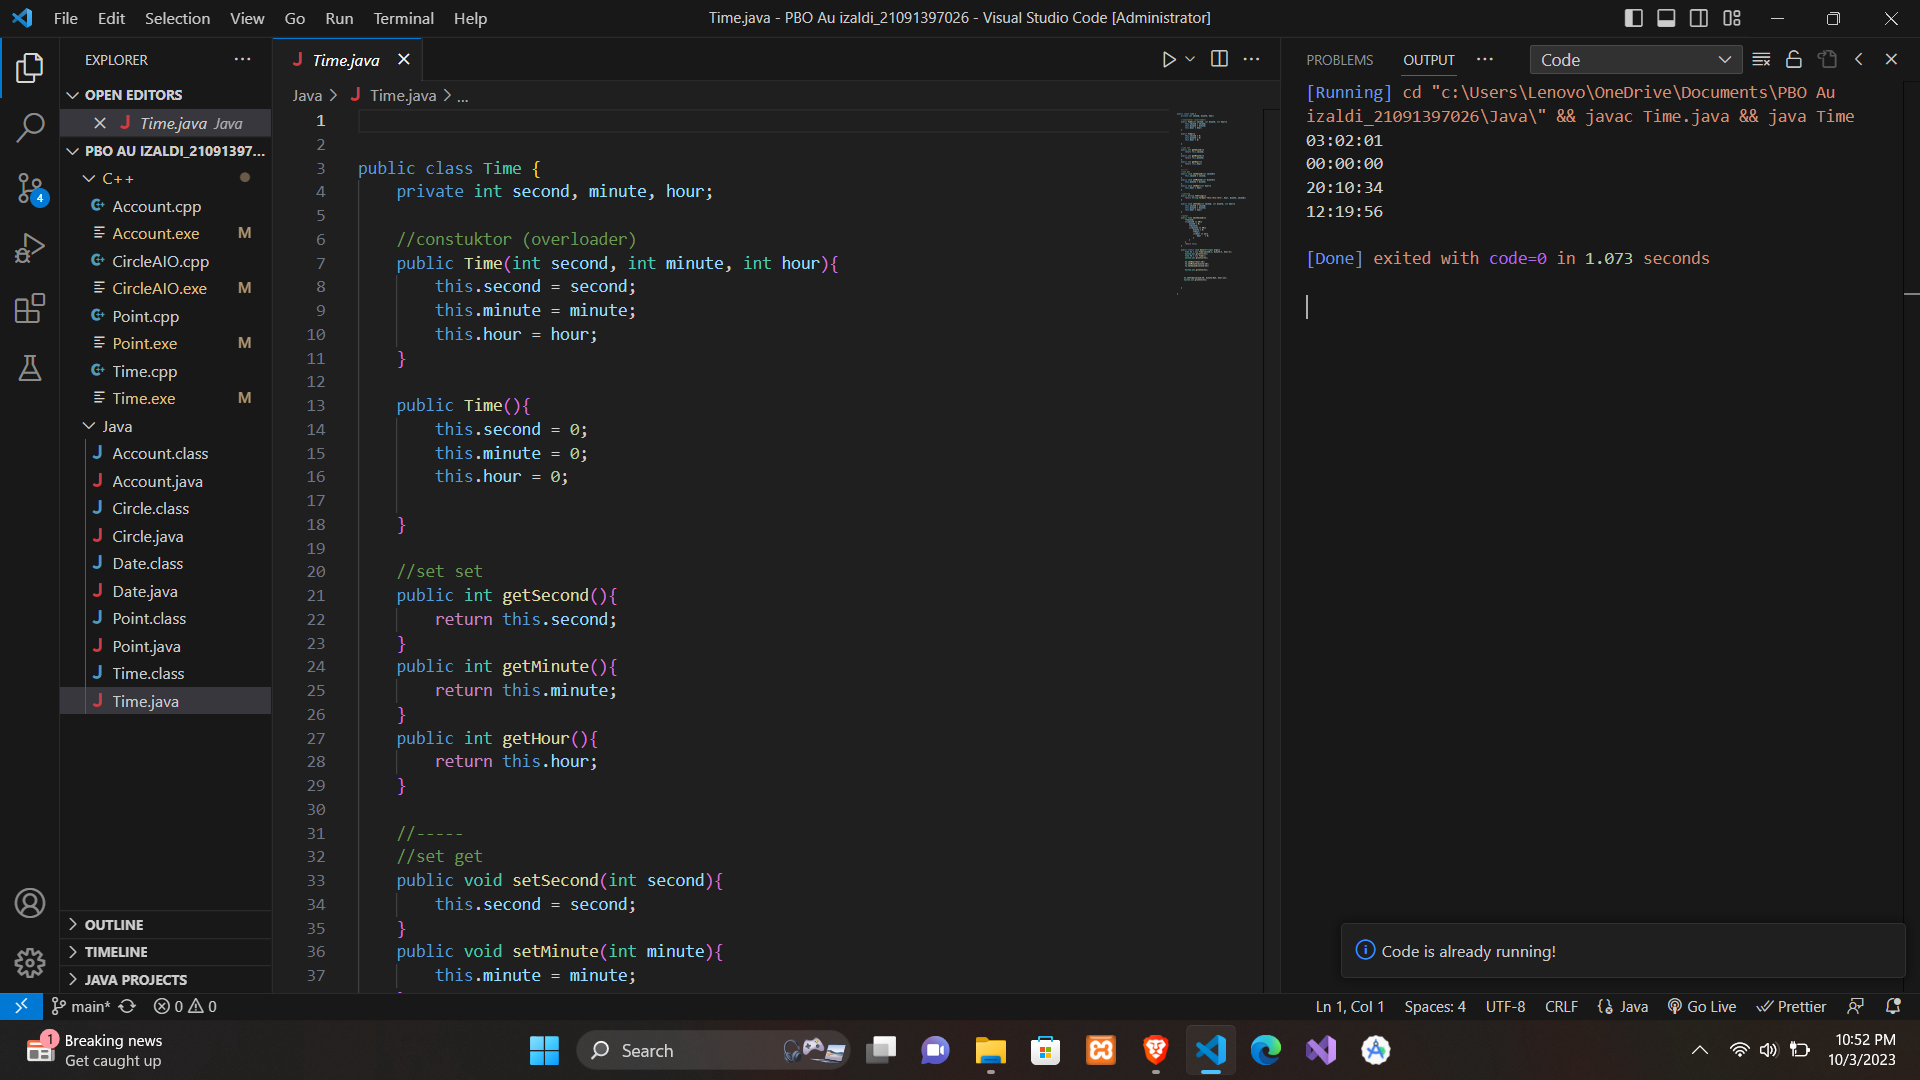 File Edit Selection View Go Run Terminal Help
Time.java - PBO Au izaldi_21091397026 - Visual Studio Code [Administrator]
EXPLORER
OPEN EDITORS
Time.java Java
PBO AU IZALDI_21091397...
C++
Account.cpp
Account.exe M
CircleAIO.cpp
CircleAIO.exe M
Point.cpp
Point.exe M
Time.cpp
Time.exe M
Java
Account.class
Account.java
Circle.class
Circle.java
Date.class
Date.java
Point.class
Point.java
Time.class
Time.java
OUTLINE
TIMELINE
JAVA PROJECTS
4
Time.java
Java > Time.java > ...
1
2
3 public class Time {
4 private int second, minute, hour;
5
6 //constuktor (overloader)
7 public Time(int second, int minute, int hour){
8 this.second = second;
9 this.minute = minute;
10 this.hour = hour;
11 }
12
13 public Time(){
14 this.second = 0;
15 this.minute = 0;
16 this.hour = 0;
17
18 }
19
20 //set set
21 public int getSecond(){
22 return this.second;
23 }
24 public int getMinute(){
25 return this.minute;
26 }
27 public int getHour(){
28 return this.hour;
29 }
30
31 //-----
32 //set get
33 public void setSecond(int second){
34 this.second = second;
35 }
36 public void setMinute(int minute){
37 this.minute = minute;
PROBLEMS OUTPUT
Code
[Running] cd "c:\Users\Lenovo\OneDrive\Documents\PBO Au
izaldi_21091397026\Java\" && javac Time.java && java Time
03:02:01
00:00:00
20:10:34
12:19:56
[Done] exited with code=0 in 1.073 seconds
Code is already running!
main* 0 0
Ln 1, Col 1 Spaces: 4 UTF-8 CRLF Java Go Live Prettier
1
Breaking news
Get caught up
Search
10:52 PM
10/3/2023